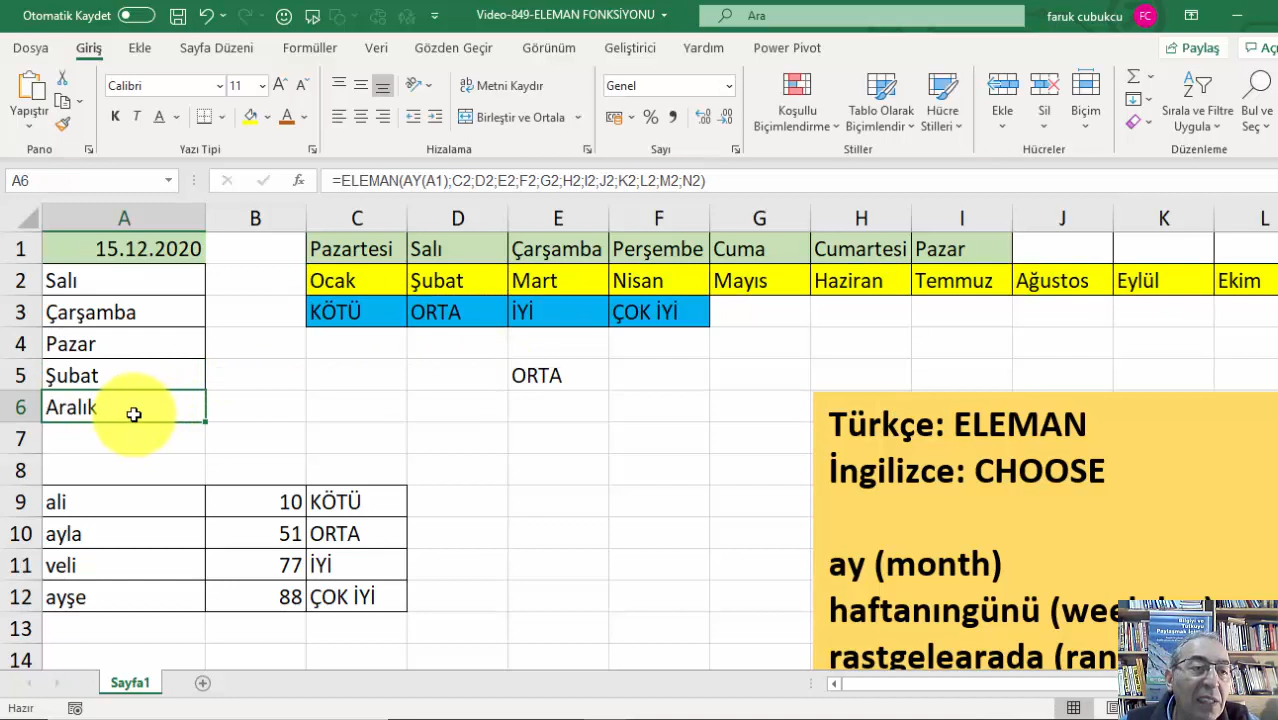 Otomatik Kaydet Video-849-ELEMAN FONKSİYONU Ara faruk cubukcu FC
Dosya Giriş Ekle Sayfa Düzeni Formüller Veri Gözden Geçir Görünüm Geliştirici Yardım Power Pivot Paylaş
Yapıştır Calibri 11 Metni Kaydır Genel Koşullu Biçimlendirme Tablo Olarak Biçimlendir Hücre Stilleri Ekle Sil Biçim Sırala ve Filtre Uygula Bul ve Seç
K T A A Birleştir ve Ortala
Pano Yazı Tipi Hizalama Sayı Stiller Hücreler Düzenleme
A6 fx =ELEMAN(AY(A1);C2;D2;E2;F2;G2;H2;I2;J2;K2;L2;M2;N2)
A B C D E F G H I J K L
1 15.12.2020 Pazartesi Salı Çarşamba Perşembe Cuma Cumartesi Pazar
2 Salı Ocak Şubat Mart Nisan Mayıs Haziran Temmuz Ağustos Eylül Ekim
3 Çarşamba KÖTÜ ORTA İYİ ÇOK İYİ
4 Pazar
5 Şubat ORTA
6 Aralık
7
8
9 ali 10 KÖTÜ
10 ayla 51 ORTA
11 veli 77 İYİ
12 ayşe 88 ÇOK İYİ
13
14
Türkçe: ELEMAN
İngilizce: CHOOSE
ay (month)
haftanıngünü
rastgelearada
Sayfa1
Hazır